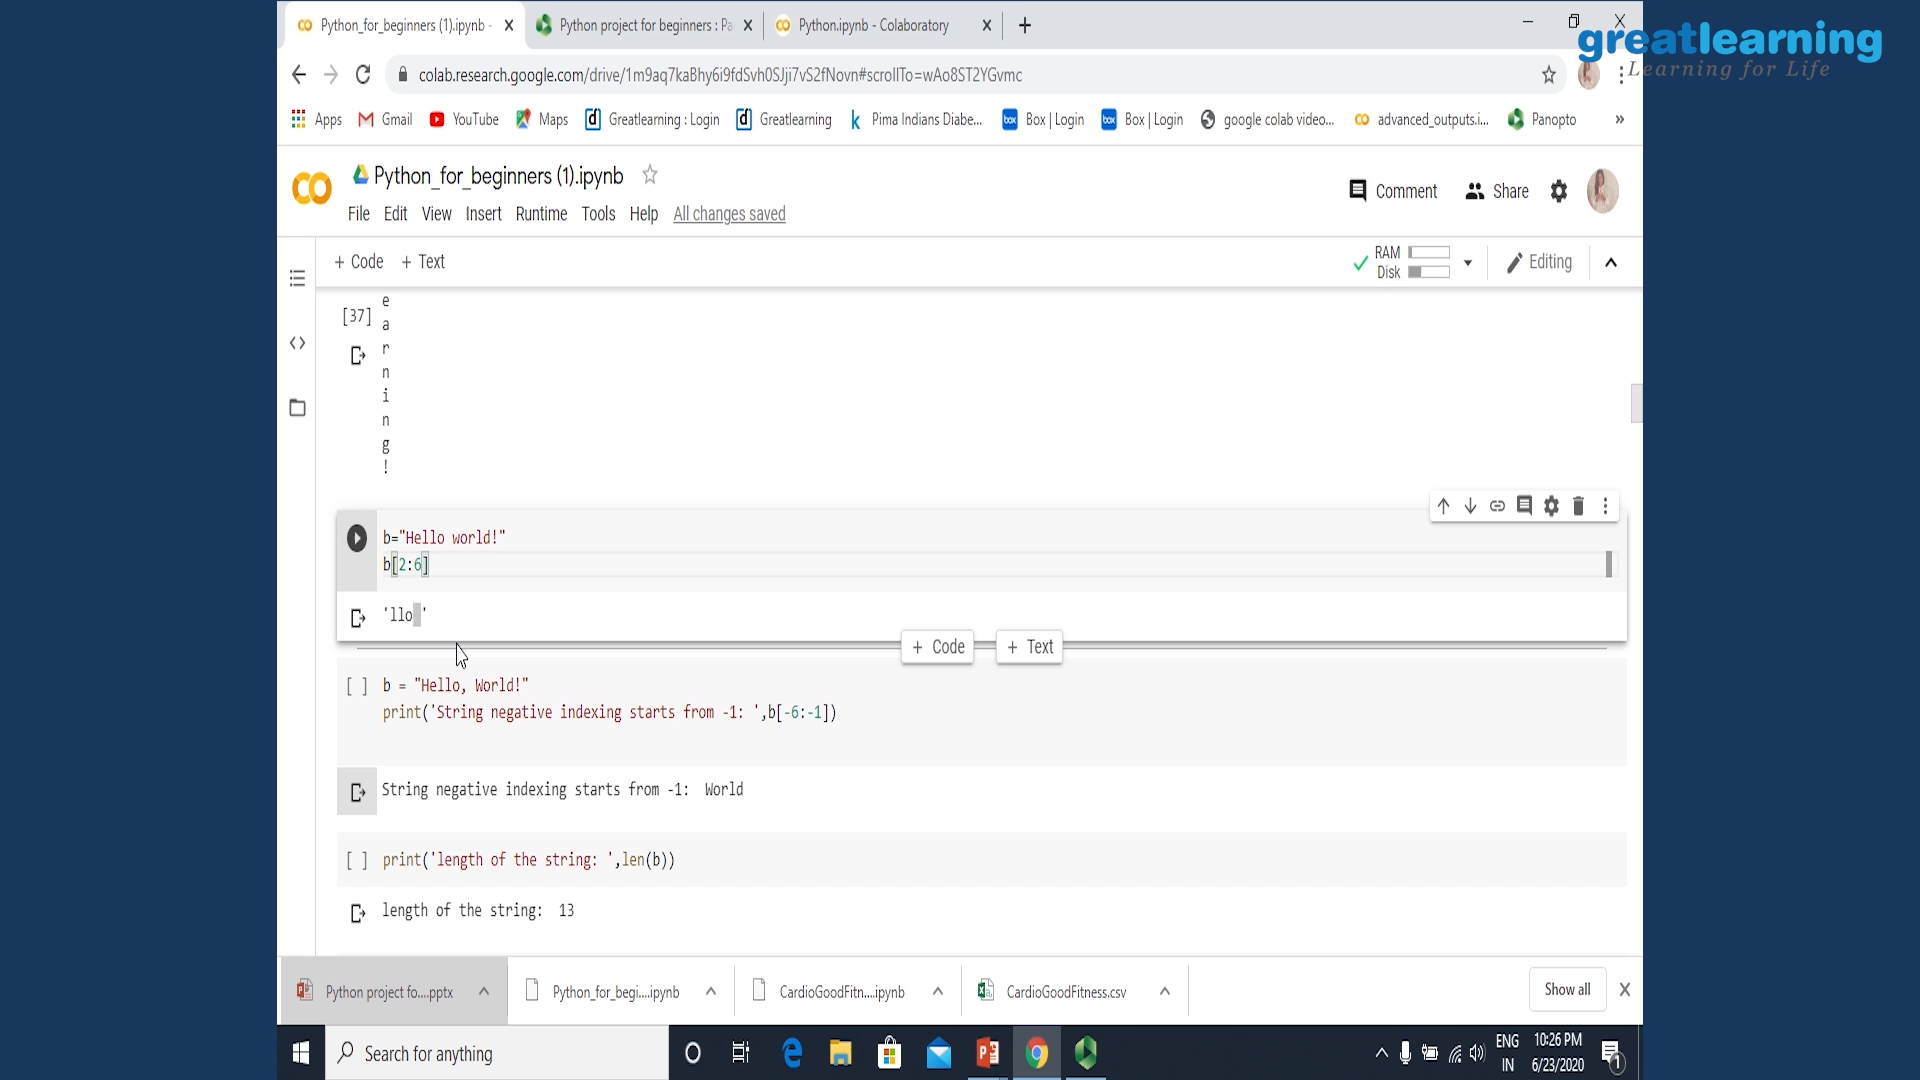 Python_for_beginners (1).ipynb -
Python project for beginners : Pa
Python.ipynb - Colaboratory
greatlearning
Learning for Life
colab.research.google.com/drive/1m9aq7kaBhy6i9fdSvh0SJji7vS2fNovn#scrollTo=wAo8ST2YGvmc
Apps
Gmail
YouTube
Maps
Greatlearning : Login
Greatlearning
Pima Indians Diabe...
Box | Login
Box | Login
google colab video...
advanced_outputs.i...
Panopto
»
Python_for_beginners (1).ipynb
File Edit View Insert Runtime Tools Help All changes saved
Comment
Share
+ Code + Text
RAM
Disk
Editing
[37]
e
a
r
n
i
n
g
!
b="Hello world!"
b[2:6]
'llo '
+ Code
+ Text
[ ] b = "Hello, World!"
print('String negative indexing starts from -1: ',b[-6:-1])
String negative indexing starts from -1:  World
[ ] print('length of the string: ',len(b))
length of the string:  13
Python project fo....pptx
Python_for_begi....ipynb
CardioGoodFitn....ipynb
CardioGoodFitness.csv
Show all
Search for anything
ENG
IN
10:26 PM
6/23/2020
1